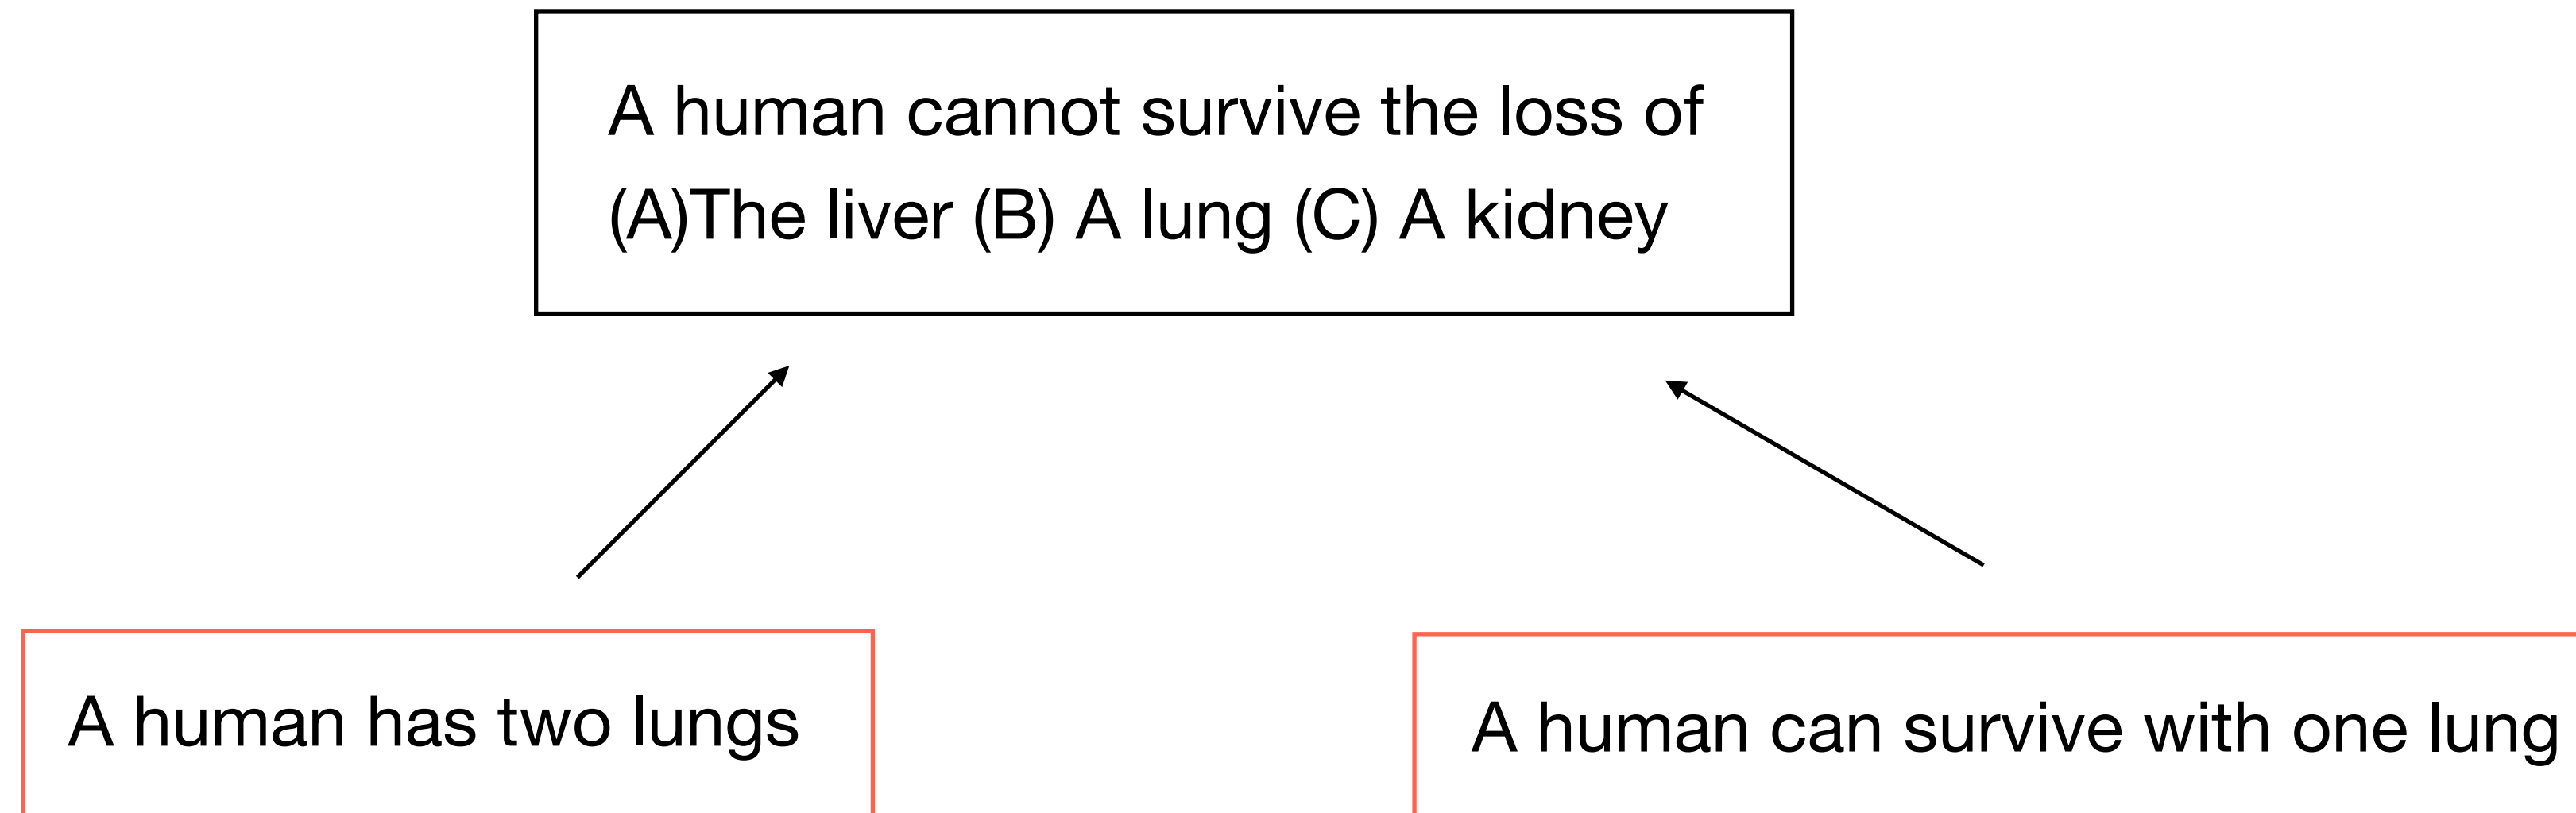 A human cannot survive the loss of
(A)The liver (B) A lung (C) A kidney
A human has two lungs
A human can survive with one lung